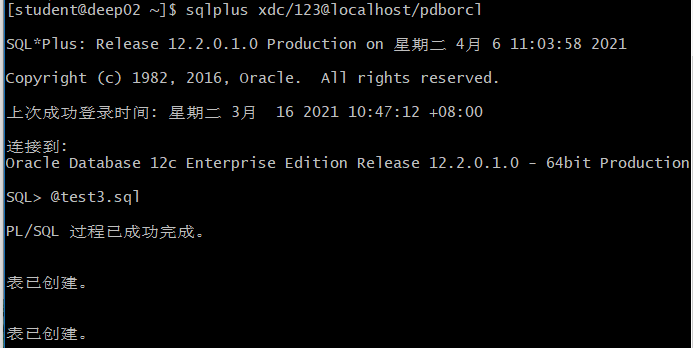 [student@deep02 ~]$ sqlplus xdc/123@localhost/pdborcl
SQL*Plus: Release 12.2.0.1.0 Production on 星期二 4月 6 11:03:58 2021
Copyright (c) 1982, 2016, Oracle.  All rights reserved.
上次成功登录时间: 星期二 3月  16 2021 10:47:12 +08:00
连接到:
Oracle Database 12c Enterprise Edition Release 12.2.0.1.0 - 64bit Production
SQL> @test3.sql
PL/SQL 过程已成功完成。
表已创建。
表已创建。